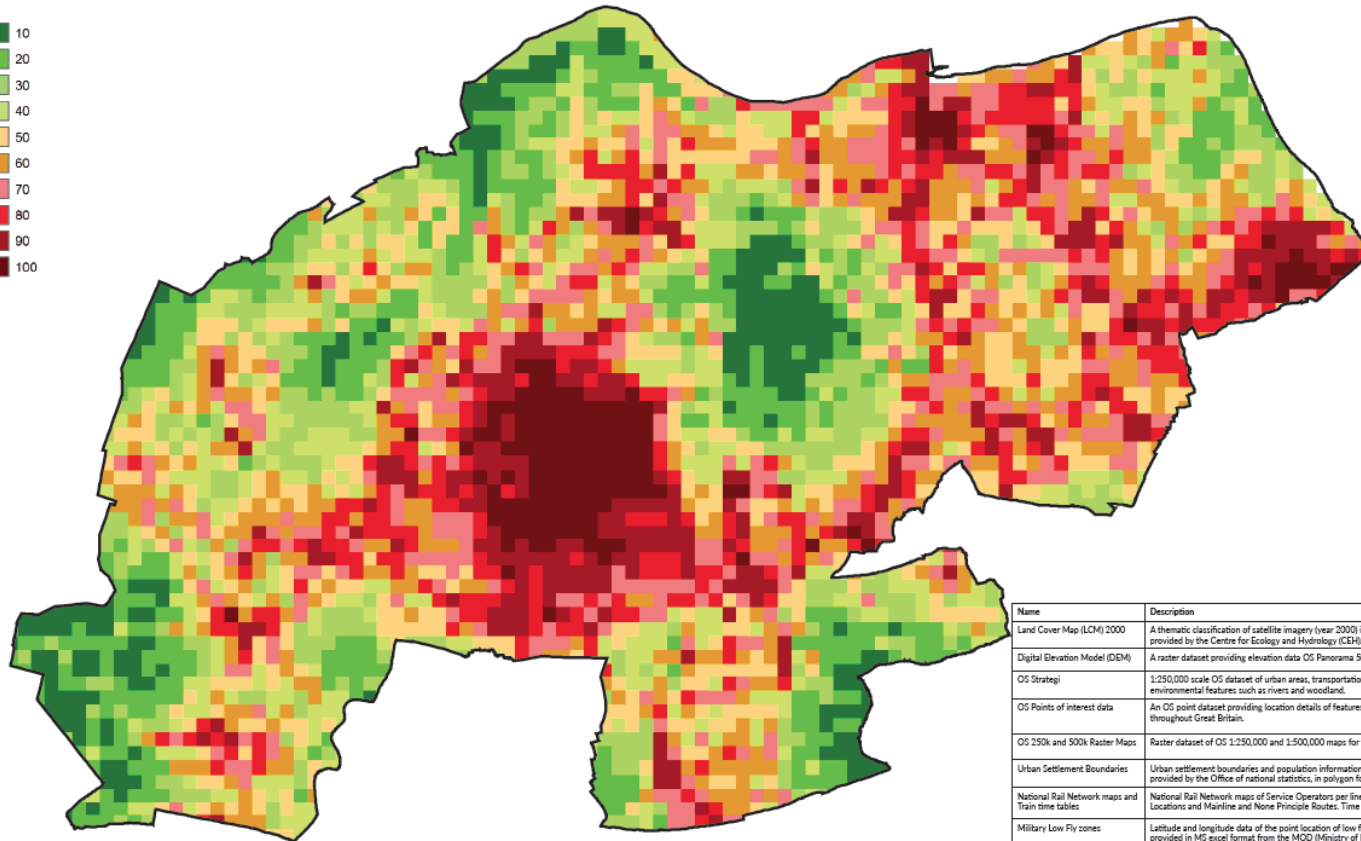 10
20
30
40
50
60
70
80
90
100
Name Description
Land Cover Map (LCM) 2000 A thematic classification of satellite imagery (year 2000)
provided by the Centre for Ecology and Hydrology (CEH)
Digital Elevation Model (DEM) A raster dataset providing elevation data OS Panorama
OS Strategi 1:250,000 scale OS dataset of urban areas,
environmental features such as rivers and woodland.
OS Points of interest data An OS point dataset providing location details of
throughout Great Britain.
OS 250k and 500k Raster Maps Raster dataset of OS 1:250,000 and 1:500,000 maps for
Urban Settlement Boundaries Urban settlement boundaries and population
provided by the Office of national statistics, in polygon
National Rail Network maps and National Rail Network maps of Service Operators per
Train time tables Locations and Mainline and None Principle Routes. Time
Military Low Fly zones Latitude and longitude data of the point location of low
provided in MS excel format from the MOD (Ministry of